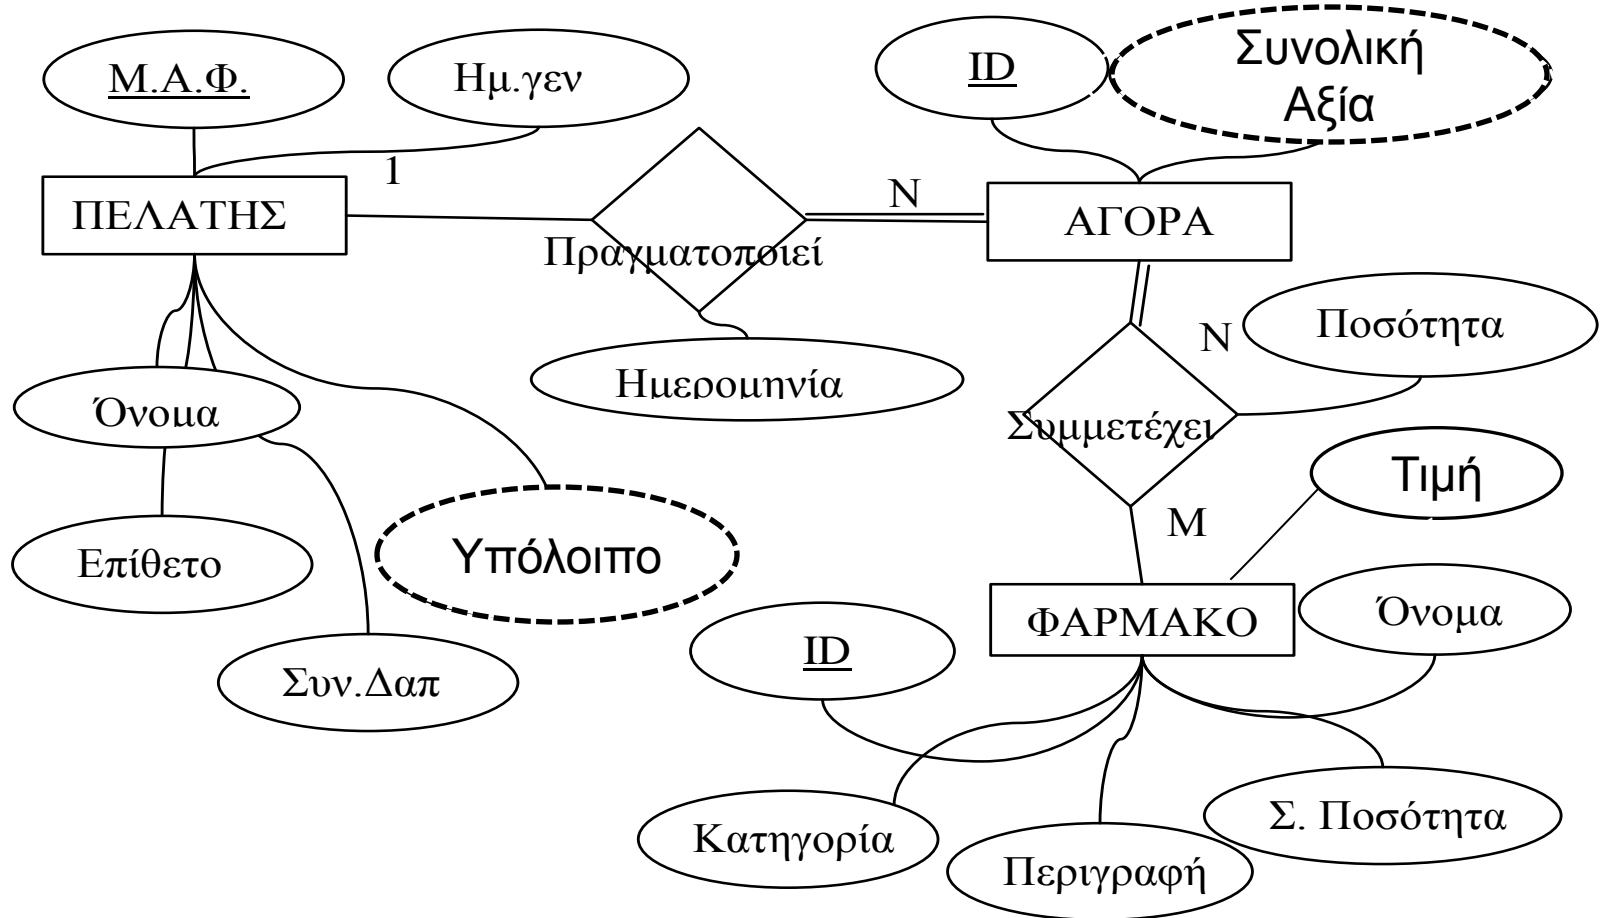 Μ.Α.Φ.
Ημ.γεν
ID
Συνολική
Αξία
1
N
ΠΕΛΑΤΗΣ
ΑΓΟΡΑ
Πραγματοποιεί
Ημερομηνία
N
Ποσότητα
Όνομα
Συμμετέχει
Τιμή
M
Επίθετο
Υπόλοιπο
ΦΑΡΜΑΚΟ
Όνομα
ID
Συν.Δαπ
Κατηγορία
Περιγραφή
Σ. Ποσότητα